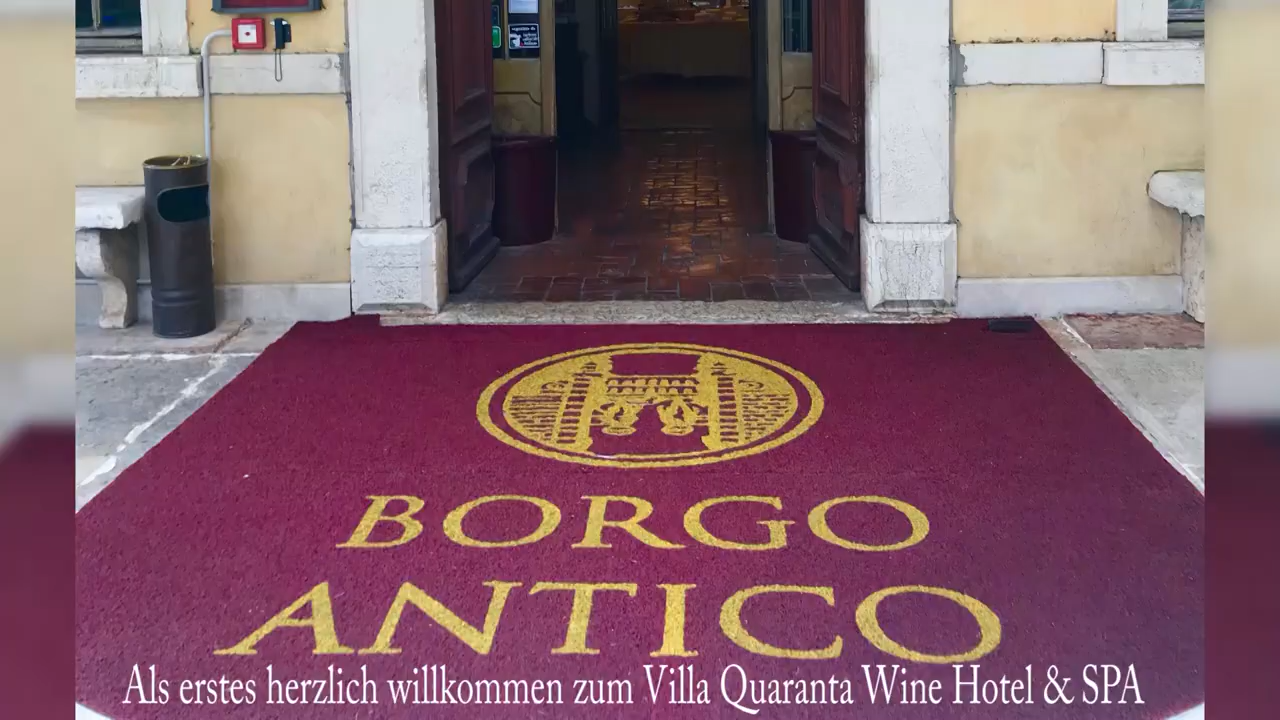 BORGO
ANTICO
Als erstes herzlich willkommen zum Villa Quaranta Wine Hotel & SPA